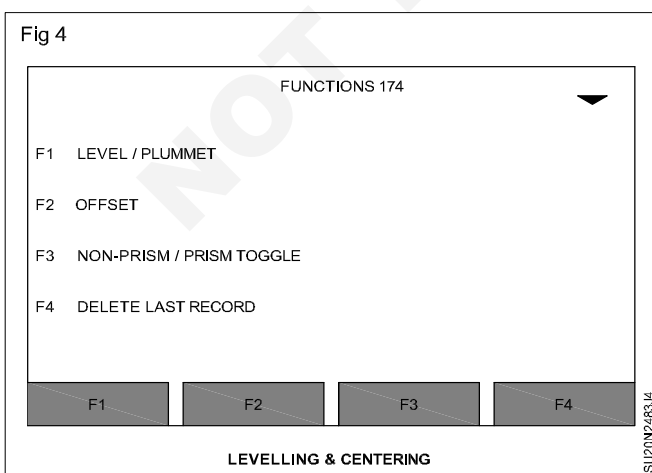 Fig 4
FUNCTIONS 174
F1 LEVEL / PLUMMET
F2 OFFSET
F3 NON-PRISM / PRISM TOGGLE
F4 DELETE LAST RECORD
F1 F2 F3 F4
LEVELLING & CENTERING
SU20N2483J4
NOT